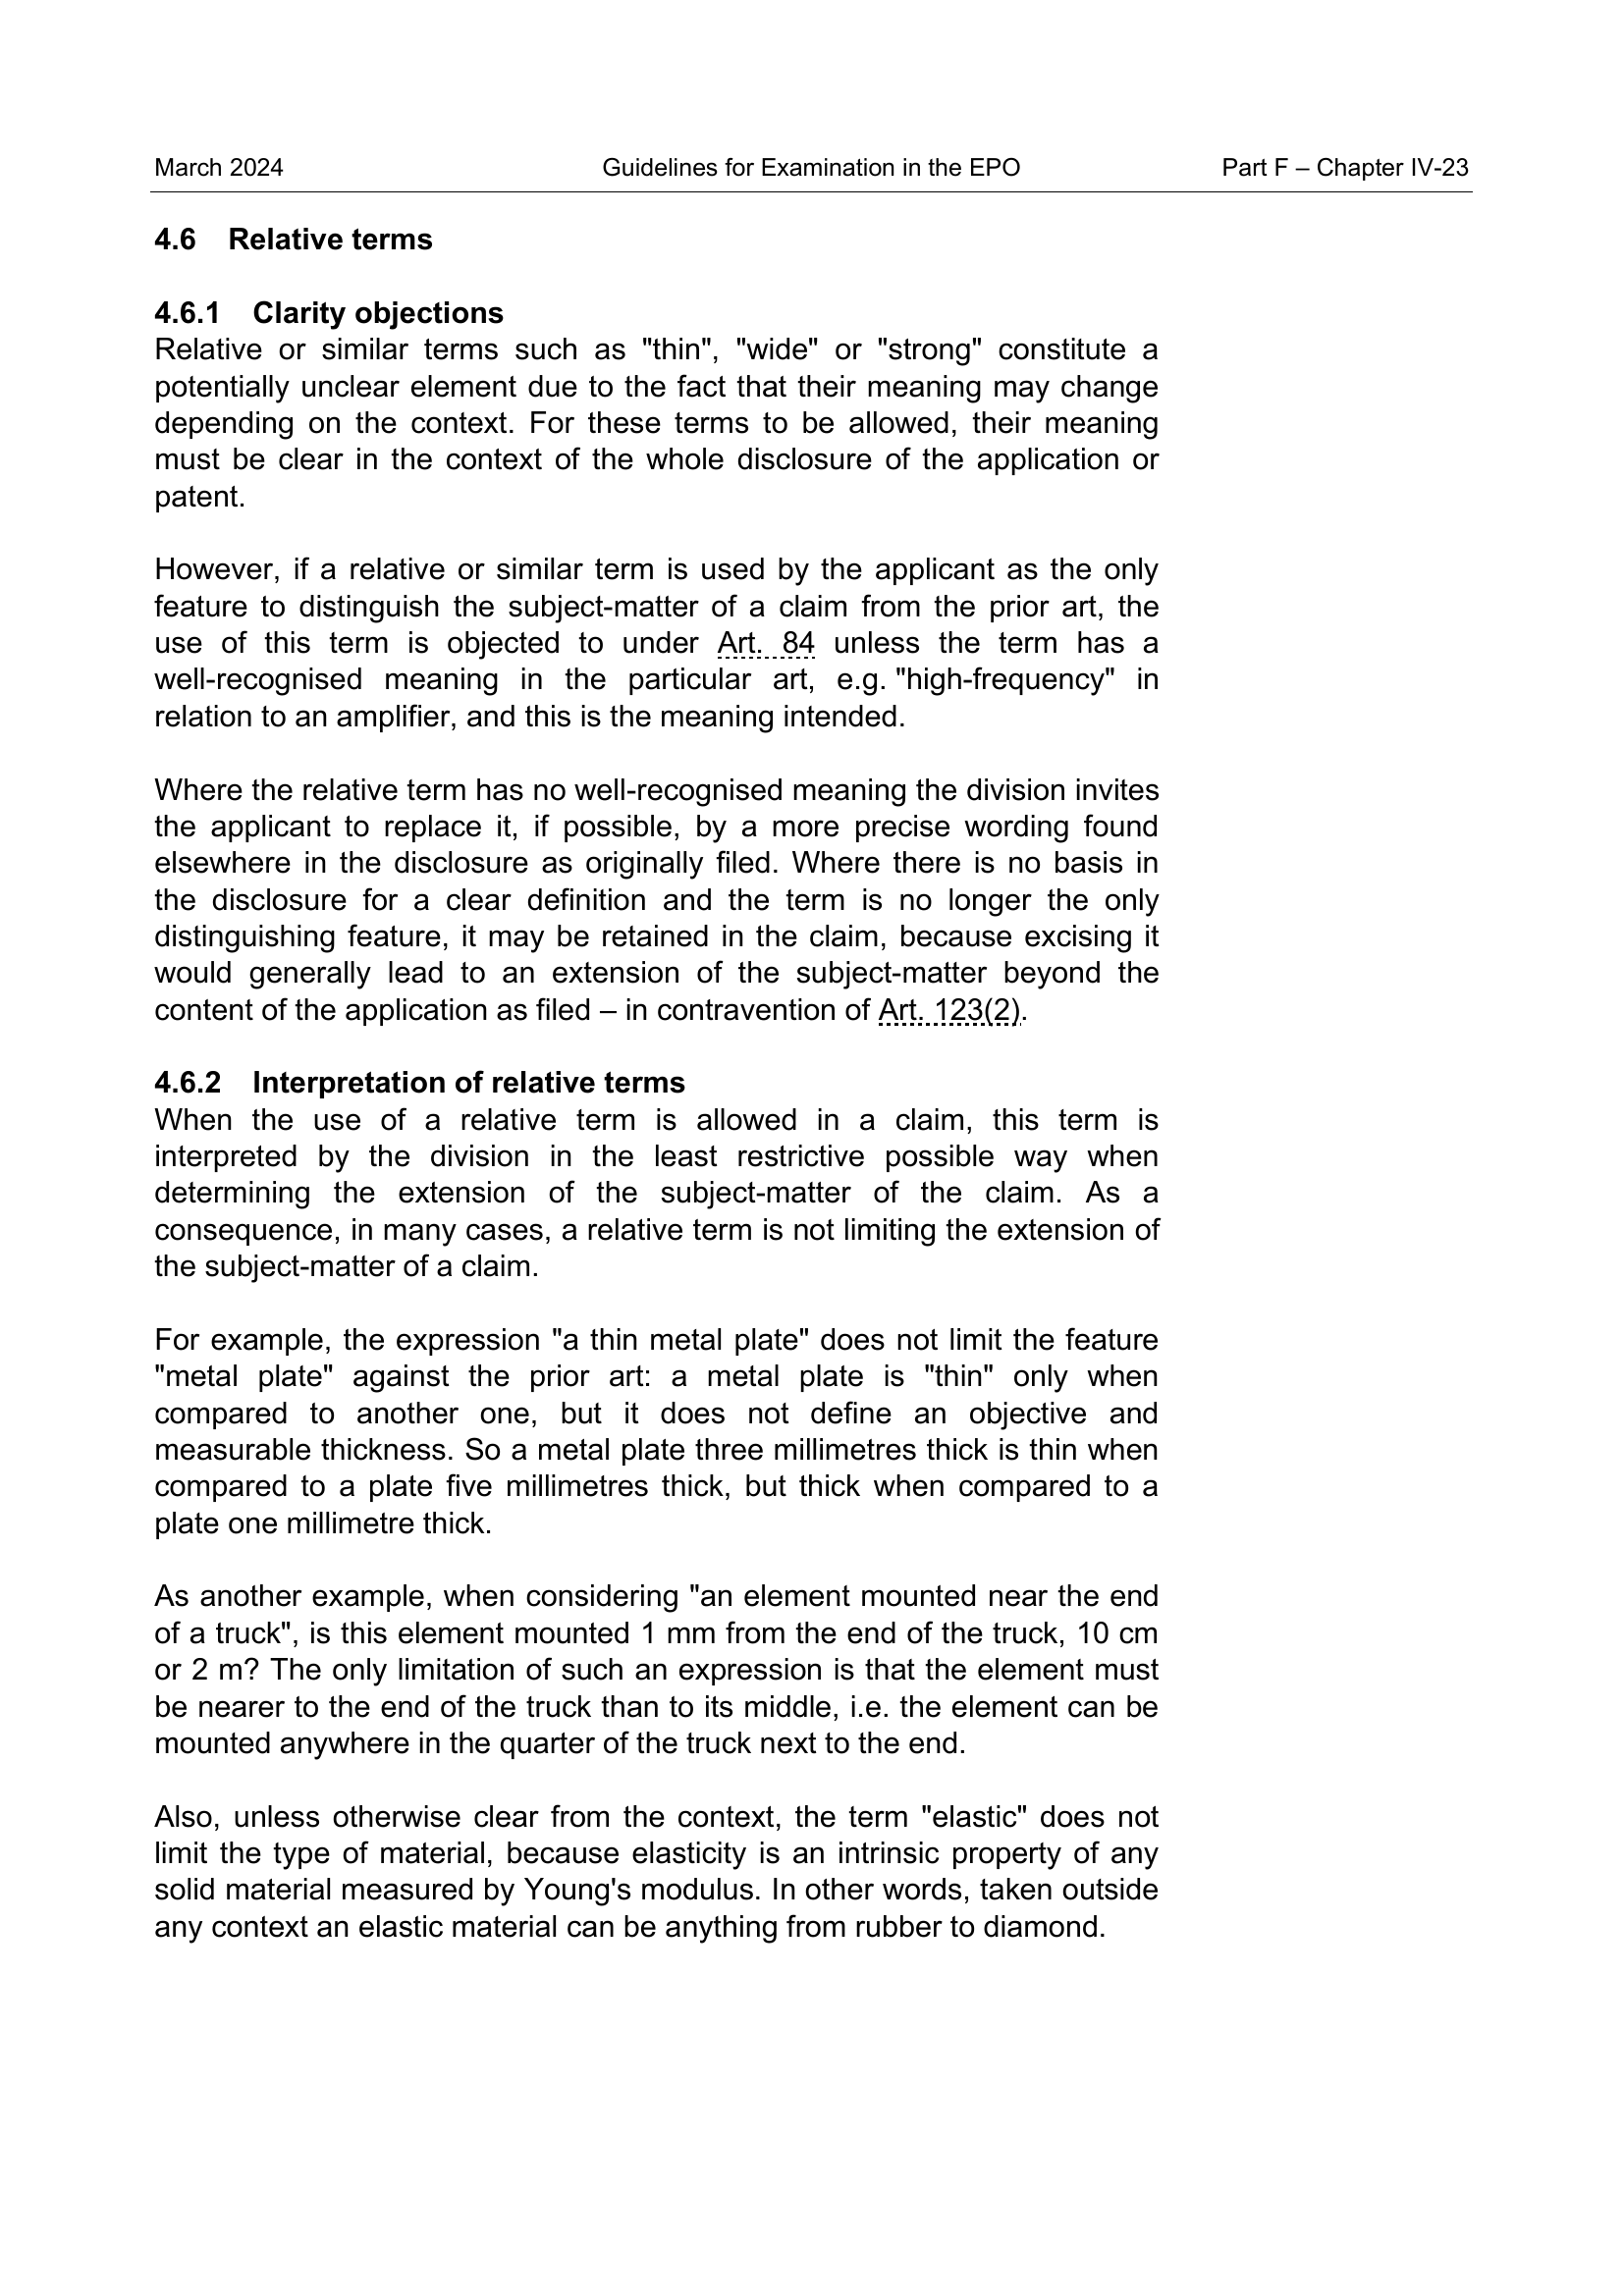 March 2024 Guidelines for Examination in the EPO Part F – Chapter IV-23
4.6 Relative terms
4.6.1 Clarity objections
Relative or similar terms such as "thin", "wide" or "strong" constitute a
potentially unclear element due to the fact that their meaning may change
depending on the context. For these terms to be allowed, their meaning
must be clear in the context of the whole disclosure of the application or
patent.
However, if a relative or similar term is used by the applicant as the only
feature to distinguish the subject-matter of a claim from the prior art, the
use of this term is objected to under Art. 84 unless the term has a
well-recognised meaning in the particular art, e.g. "high-frequency" in
relation to an amplifier, and this is the meaning intended.
Where the relative term has no well-recognised meaning the division invites
the applicant to replace it, if possible, by a more precise wording found
elsewhere in the disclosure as originally filed. Where there is no basis in
the disclosure for a clear definition and the term is no longer the only
distinguishing feature, it may be retained in the claim, because excising it
would generally lead to an extension of the subject-matter beyond the
content of the application as filed – in contravention of Art. 123(2).
4.6.2 Interpretation of relative terms
When the use of a relative term is allowed in a claim, this term is
interpreted by the division in the least restrictive possible way when
determining the extension of the subject-matter of the claim. As a
consequence, in many cases, a relative term is not limiting the extension of
the subject-matter of a claim.
For example, the expression "a thin metal plate" does not limit the feature
"metal plate" against the prior art: a metal plate is "thin" only when
compared to another one, but it does not define an objective and
measurable thickness. So a metal plate three millimetres thick is thin when
compared to a plate five millimetres thick, but thick when compared to a
plate one millimetre thick.
As another example, when considering "an element mounted near the end
of a truck", is this element mounted 1 mm from the end of the truck, 10 cm
or 2 m? The only limitation of such an expression is that the element must
be nearer to the end of the truck than to its middle, i.e. the element can be
mounted anywhere in the quarter of the truck next to the end.
Also, unless otherwise clear from the context, the term "elastic" does not
limit the type of material, because elasticity is an intrinsic property of any
solid material measured by Young's modulus. In other words, taken outside
any context an elastic material can be anything from rubber to diamond.